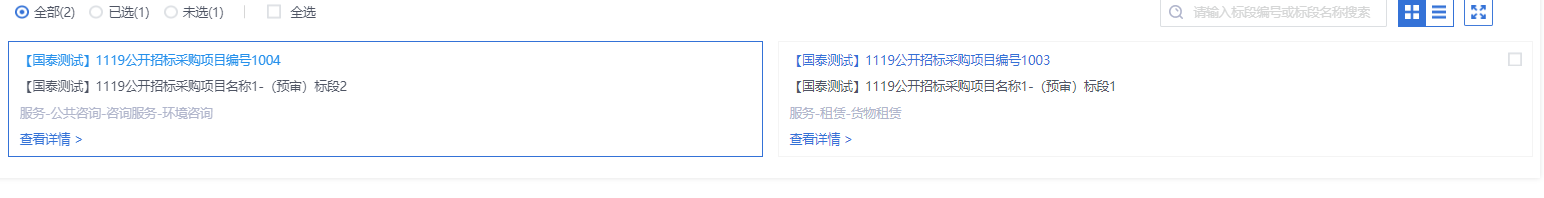 全部(2) 已选(1) 未选(1) 全选 请输入标段编号或标段名称搜索
【国泰测试】1119公开招标采购项目编号1004
【国泰测试】1119公开招标采购项目名称1-（预审）标段2
服务-公共咨询-咨询服务-环境咨询
查看详情 >
【国泰测试】1119公开招标采购项目编号1003
【国泰测试】1119公开招标采购项目名称1-（预审）标段1
服务-租赁-货物租赁
查看详情 >